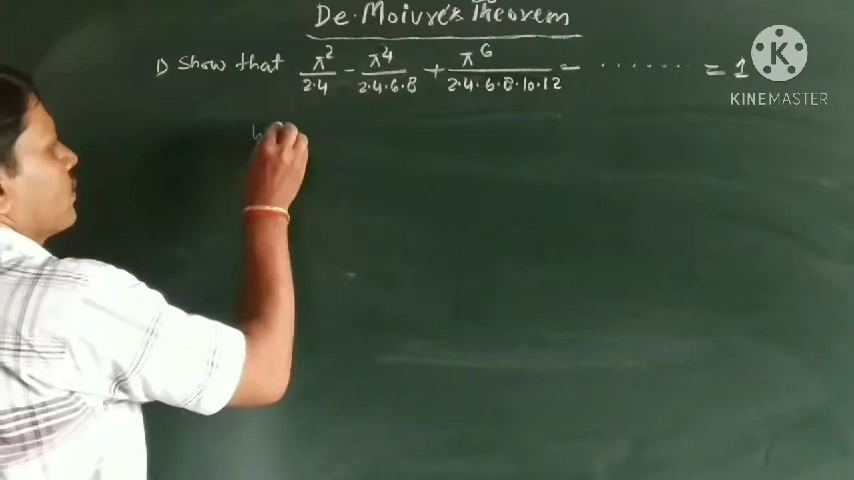 De-Moivre's Theorem
1) Show that π²/2·4 - π⁴/2·4·6·8 + π⁶/2·4·6·8·10·12 - ········ = 1
K
KINEMASTER